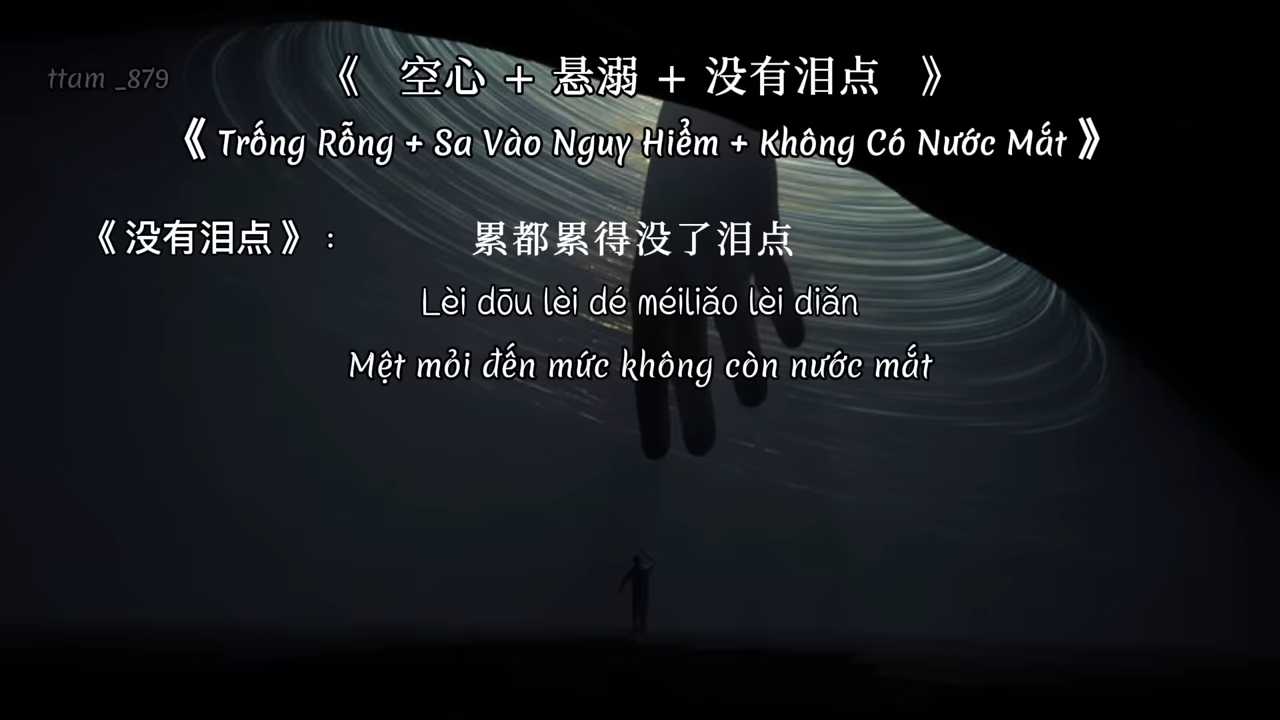 ttam _879
《 空心 + 悬溺 + 没有泪点 》
《 Trống Rỗng + Sa Vào Nguy Hiểm + Không Có Nước Mắt 》
《 没有泪点 》 : 累都累得没了泪点
Lèi dōu lèi dé méiliǎo lèi diǎn
Mệt mỏi đến mức không còn nước mắt